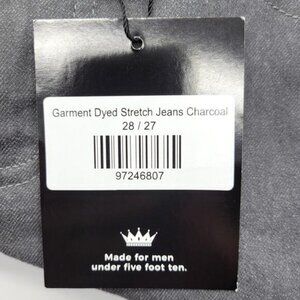 Garment Dyed Stretch Jeans Charcoal
28 / 27
97246807
Made for men
under five foot ten.